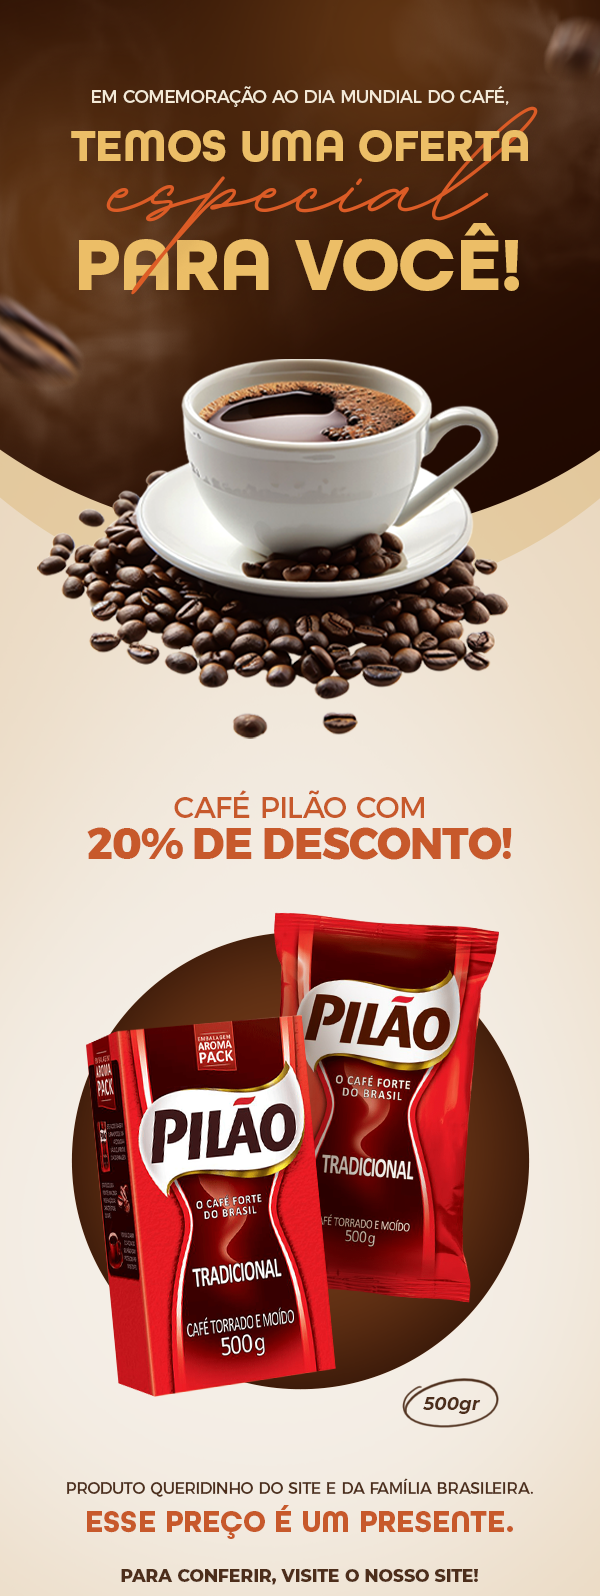 EM COMEMORAÇÃO AO DIA MUNDIAL DO CAFÉ,
TEMOS UMA OFERTA
especial
PARA VOCÊ!
CAFÉ PILÃO COM
20% DE DESCONTO!
PILÃO
O CAFÉ FORTE
DO BRASIL
TRADICIONAL
FÉ TORRADO E MOÍDO
500g
EMBALAGEM
AROMA
PACK
AROMA
PACK
PILÃO
O CAFÉ FORTE
DO BRASIL
TRADICIONAL
CAFÉ TORRADO E MOÍDO
500g
500gr
PRODUTO QUERIDINHO DO SITE E DA FAMÍLIA BRASILEIRA.
ESSE PREÇO É UM PRESENTE.
PARA CONFERIR, VISITE O NOSSO SITE!